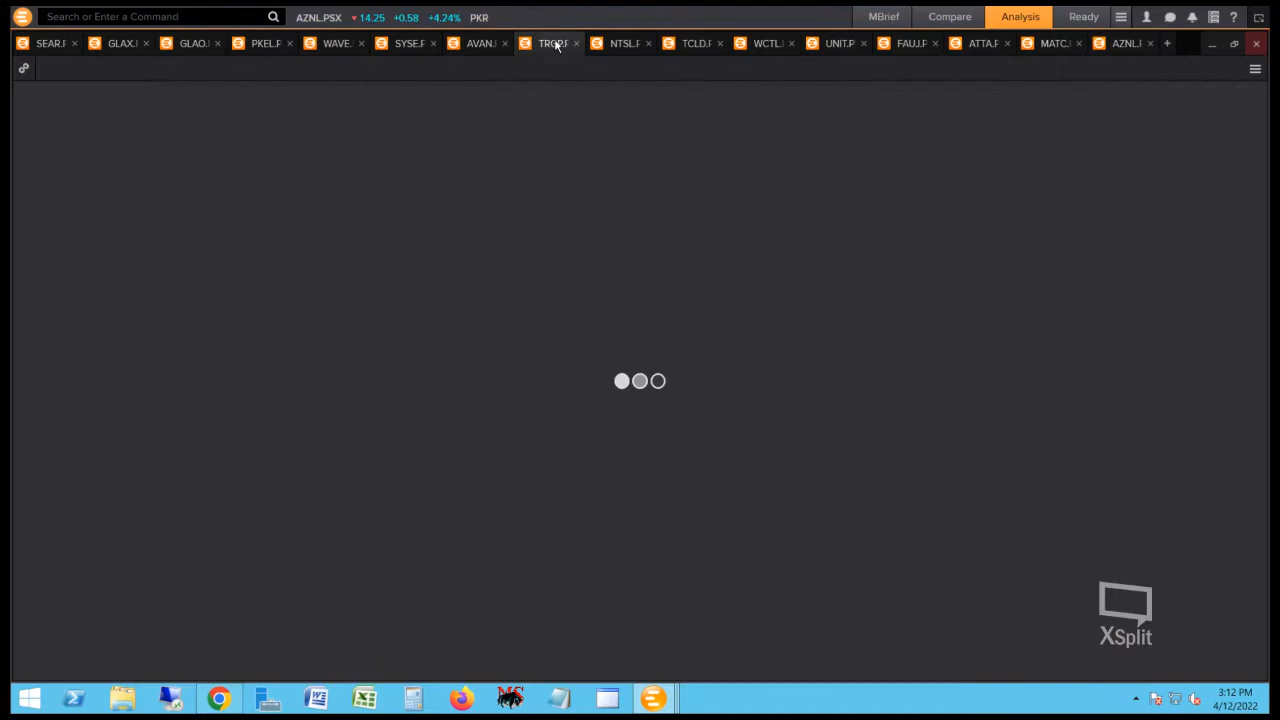 Search or Enter a Command AZNL.PSX 14.25 +0.58 +4.24% PKR MBrief Compare Analysis Ready ?
SEAR.F GLAX.F GLAO.F PKEL.P WAVE. SYSE.F AVAN.I NTSL.F TCLD.F WCTL.I UNIT.P FAUJ.P ATTA.F MATC.I AZNL.F +
XSplit
MS
3:12 PM
4/12/2022